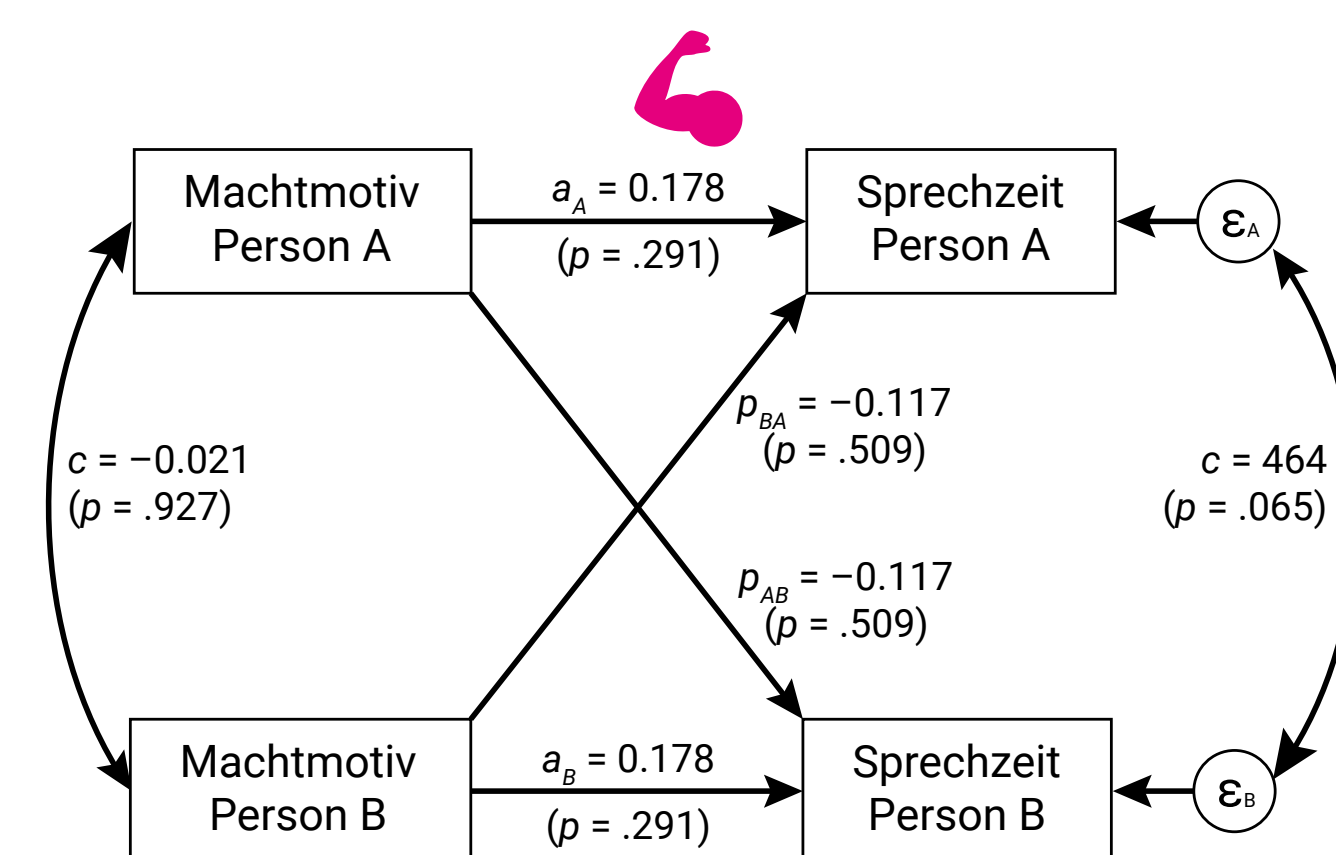 Machtmotiv
Person A
a_A = 0.178
(p = .291)
Sprechzeit
Person A
ε_A
p_BA = −0.117
(p = .509)
c = −0.021
(p = .927)
c = 464
(p = .065)
p_AB = −0.117
(p = .509)
Machtmotiv
Person B
a_B = 0.178
(p = .291)
Sprechzeit
Person B
ε_B